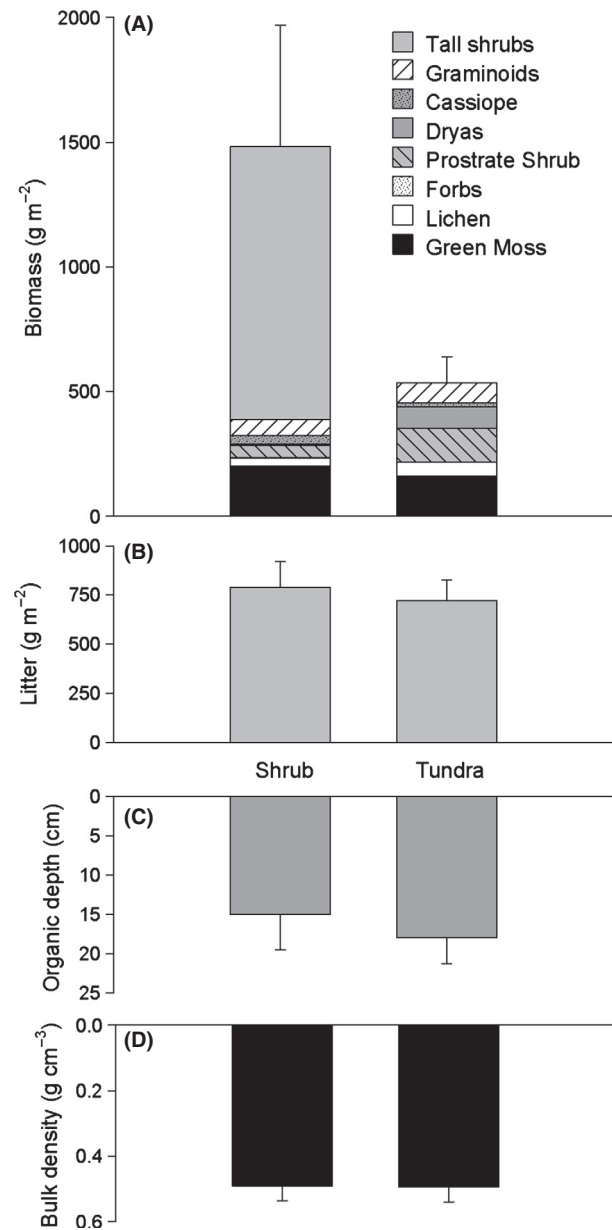 (A)
2000
1500
1000
500
0
Biomass (g m⁻²)
Tall shrubs
Graminoids
Cassiope
Dryas
Prostrate Shrub
Forbs
Lichen
Green Moss
(B)
1000
750
500
250
0
Litter (g m⁻²)
Shrub Tundra
(C)
0
5
10
15
20
25
Organic depth (cm)
(D)
0.0
0.2
0.4
0.6
Bulk density (g cm⁻³)